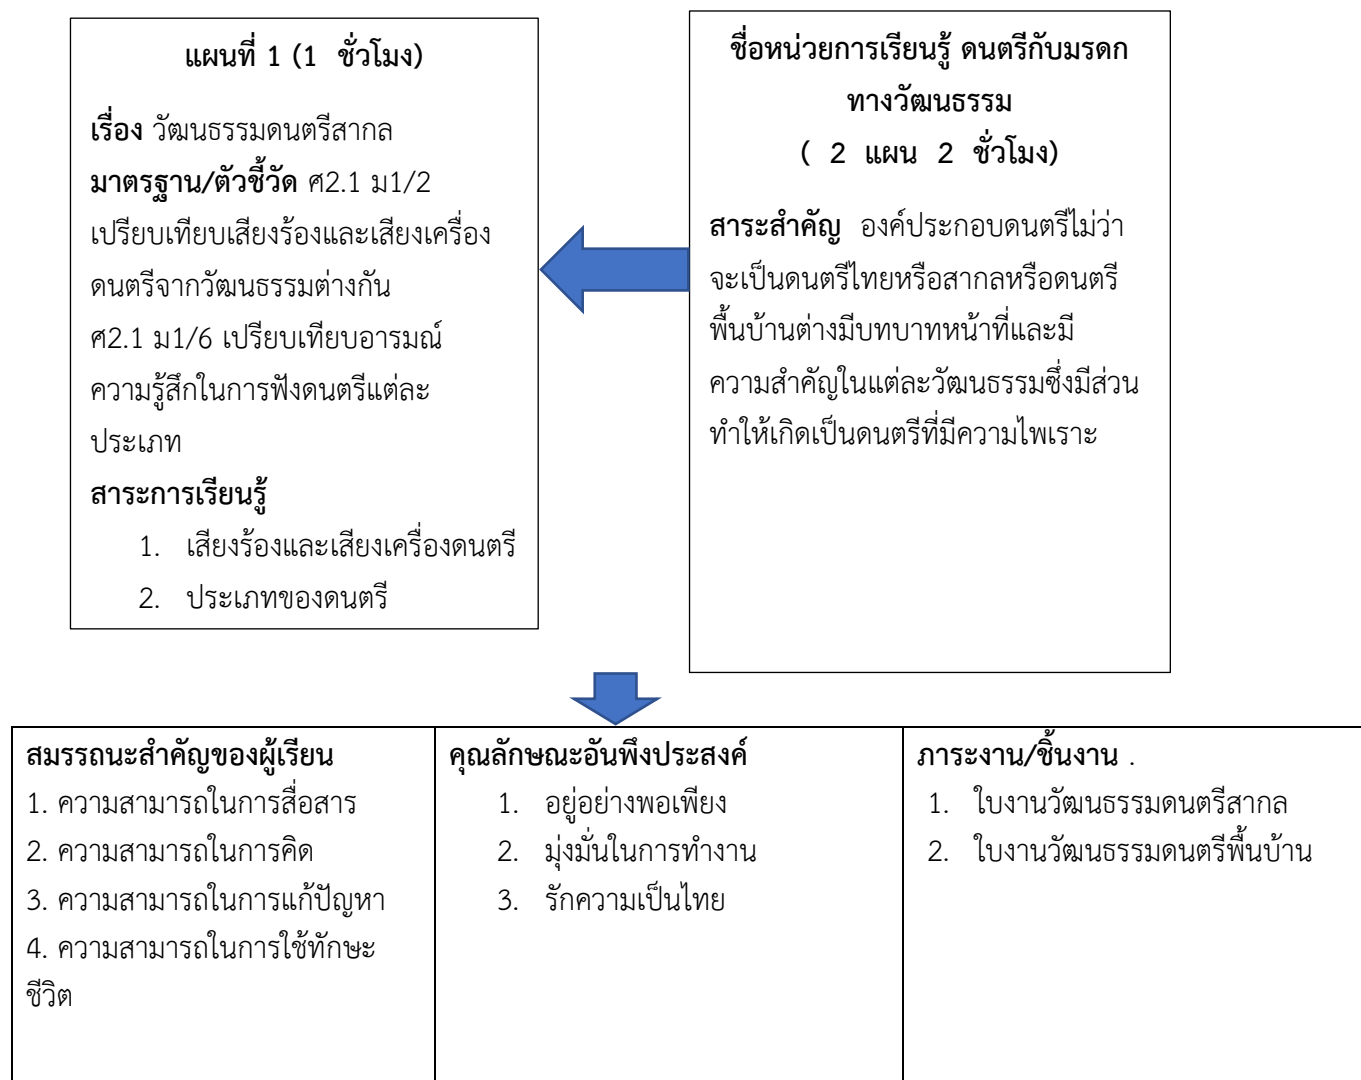 แผนที่ 1 (1 ชั่วโมง)
เรื่อง วัฒนธรรมดนตรีสากล
มาตรฐาน/ตัวชี้วัด ศ2.1 ม1/2
เปรียบเทียบเสียงร้องและเสียงเครื่อง
ดนตรีจากวัฒนธรรมต่างกัน
ศ2.1 ม1/6 เปรียบเทียบอารมณ์
ความรู้สึกในการฟังดนตรีแต่ละ
ประเภท
สาระการเรียนรู้
1. เสียงร้องและเสียงเครื่องดนตรี
2. ประเภทของดนตรี
ชื่อหน่วยการเรียนรู้ ดนตรีกับมรดก
ทางวัฒนธรรม
( 2 แผน 2 ชั่วโมง)
สาระสำคัญ องค์ประกอบดนตรีไม่ว่า
จะเป็นดนตรีไทยหรือสากลหรือดนตรี
พื้นบ้านต่างมีบทบาทหน้าที่และมี
ความสำคัญในแต่ละวัฒนธรรมซึ่งมีส่วน
ทำให้เกิดเป็นดนตรีที่มีความไพเราะ
สมรรถนะสำคัญของผู้เรียน
1. ความสามารถในการสื่อสาร
2. ความสามารถในการคิด
3. ความสามารถในการแก้ปัญหา
4. ความสามารถในการใช้ทักษะ
ชีวิต
คุณลักษณะอันพึงประสงค์
1. อยู่อย่างพอเพียง
2. มุ่งมั่นในการทำงาน
3. รักความเป็นไทย
ภาระงาน/ชิ้นงาน .
1. ใบงานวัฒนธรรมดนตรีสากล
2. ใบงานวัฒนธรรมดนตรีพื้นบ้าน